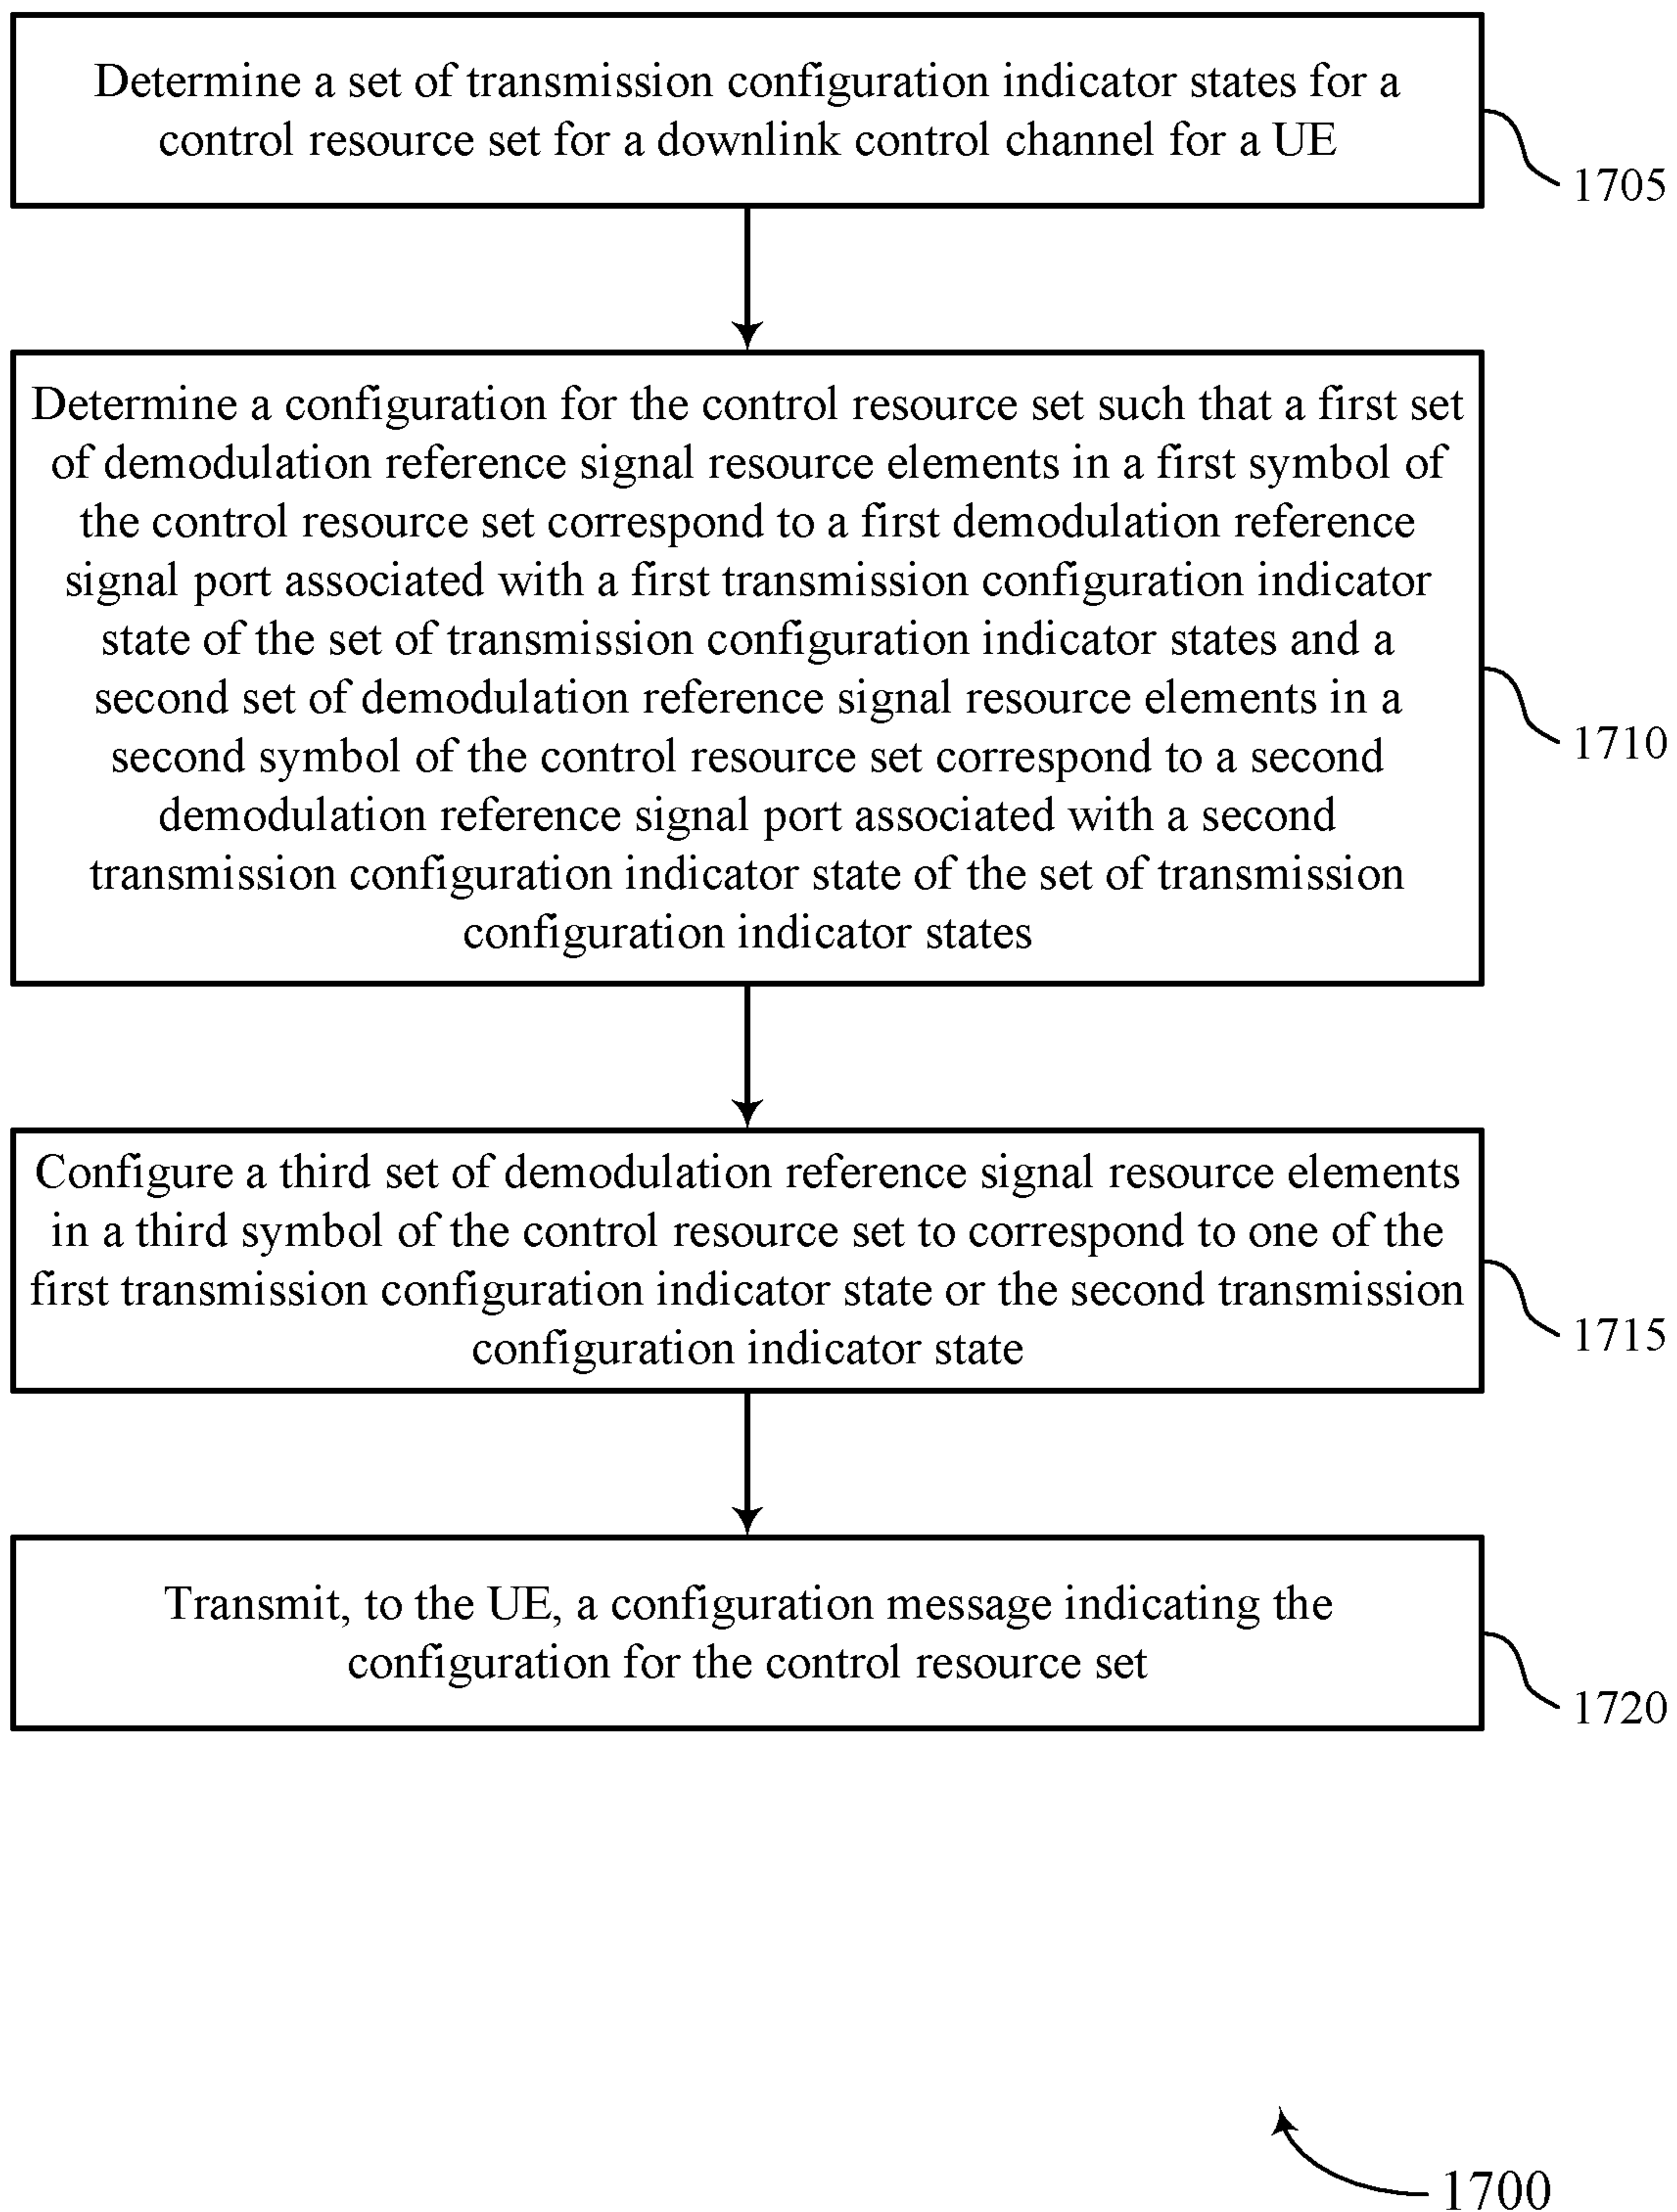 Determine a set of transmission configuration indicator states for a
control resource set for a downlink control channel for a UE
1705
Determine a configuration for the control resource set such that a first set
of demodulation reference signal resource elements in a first symbol of
the control resource set correspond to a first demodulation reference
signal port associated with a first transmission configuration indicator
state of the set of transmission configuration indicator states and a
second set of demodulation reference signal resource elements in a
second symbol of the control resource set correspond to a second
demodulation reference signal port associated with a second
transmission configuration indicator state of the set of transmission
configuration indicator states
1710
Configure a third set of demodulation reference signal resource elements
in a third symbol of the control resource set to correspond to one of the
first transmission configuration indicator state or the second transmission
configuration indicator state
1715
Transmit, to the UE, a configuration message indicating the
configuration for the control resource set
1720
1700